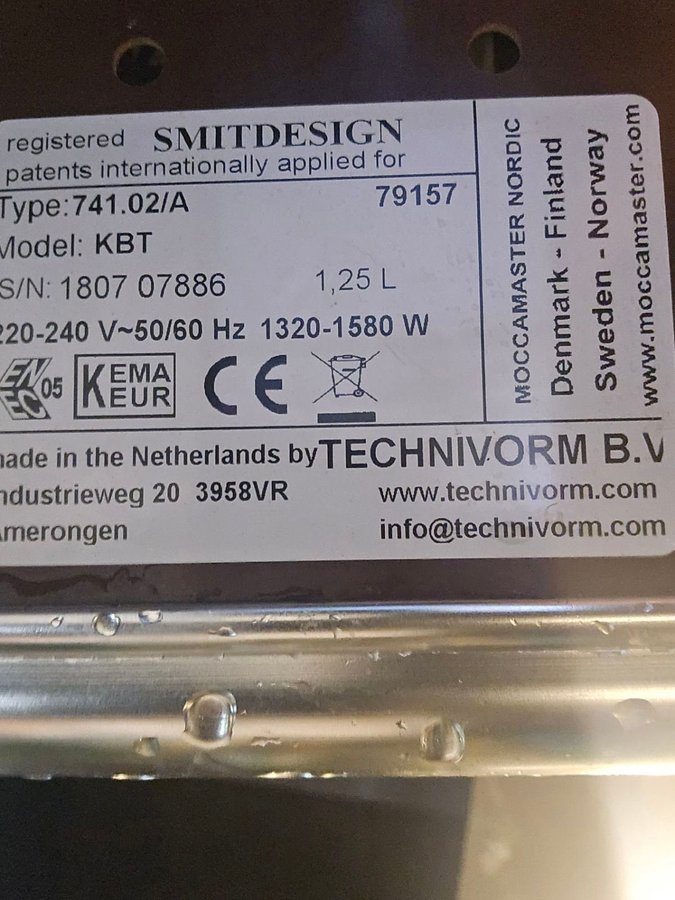 registered SMITDESIGN
patents internationally applied for
Type:741.02/A 79157
Model: KBT
S/N: 1807 07886 1,25 L
220-240 V~50/60 Hz 1320-1580 W
ENEC 05 KEMA EUR CE
MOCCAMASTER NORDIC
Denmark - Finland
Sweden - Norway
www.moccamaster.com
made in the Netherlands by TECHNIVORM B.V
Industrieweg 20 3958VR www.technivorm.com
Amerongen info@technivorm.com